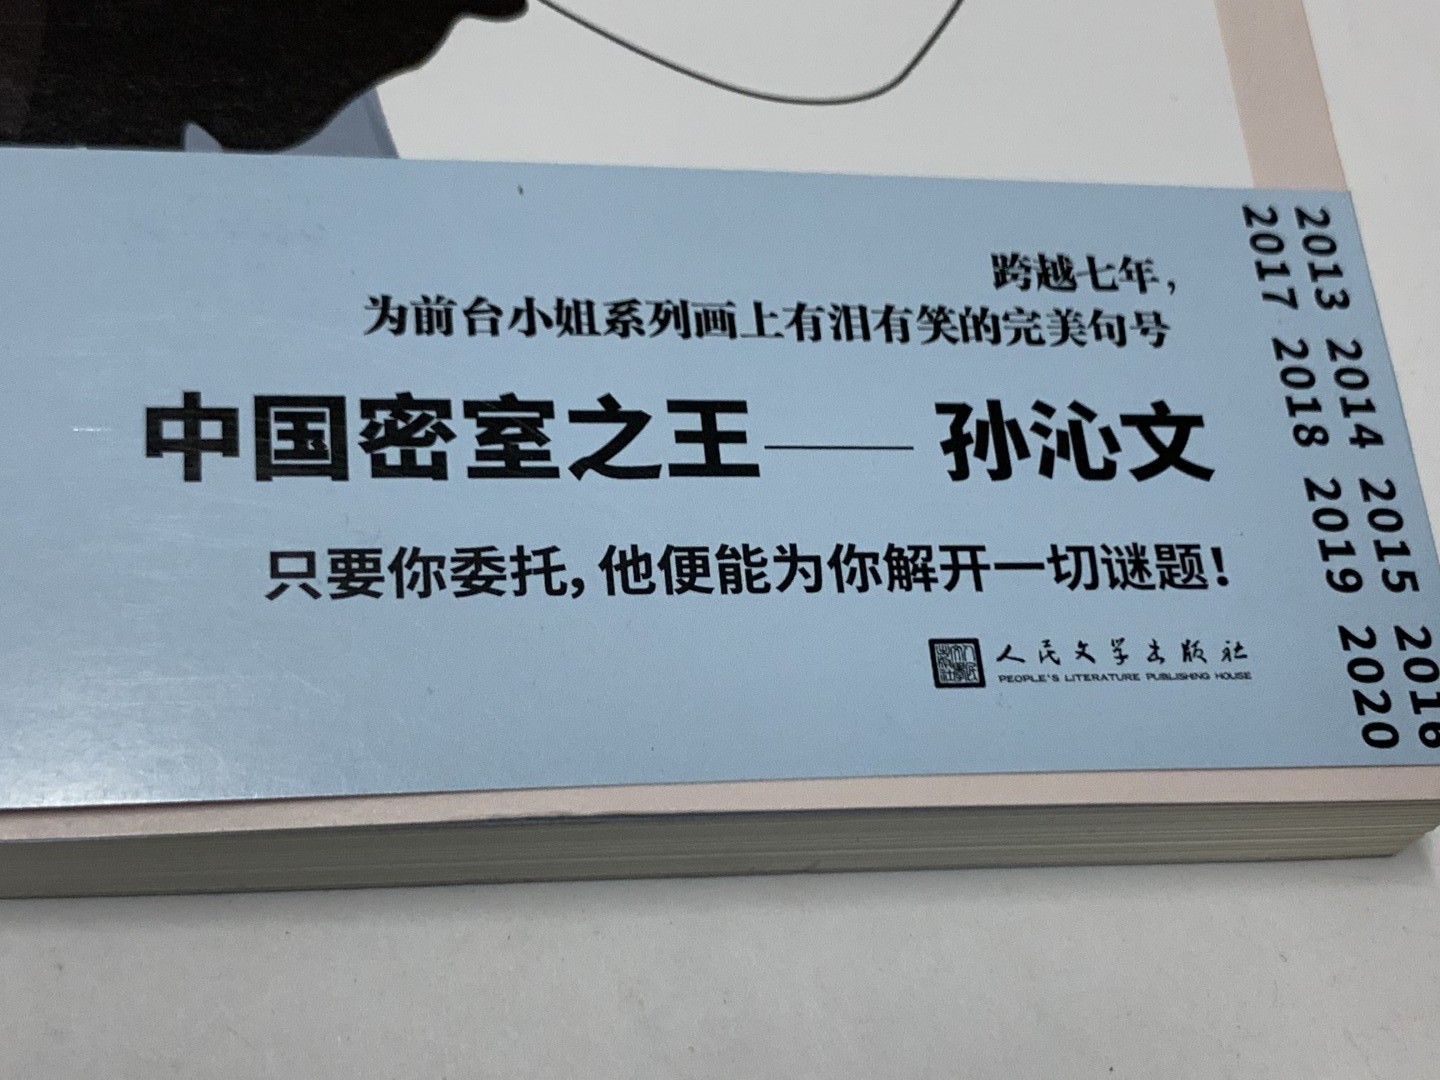 跨越七年，
为前台小姐系列画上有泪有笑的完美句号
中国密室之王—— 孙沁文
只要你委托，他便能为你解开一切谜题！
人民文学出版社
PEOPLE'S LITERATURE PUBLISHING HOUSE
2013 2014 2015 2016
2017 2018 2019 2020